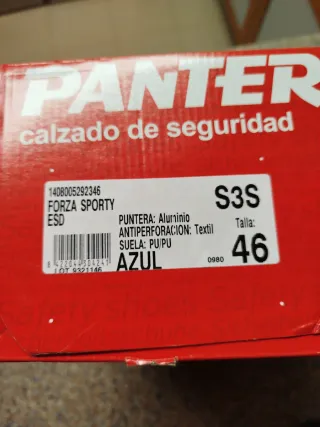 PANTER
calzado de seguridad
1408005292346
FORZA SPORTY
ESD
S3S
PUNTERA: Aluminio
ANTIPERFORACION: Textil
SUELA: PU/PU
Talla:
46
AZUL
0980
LOT 9321146